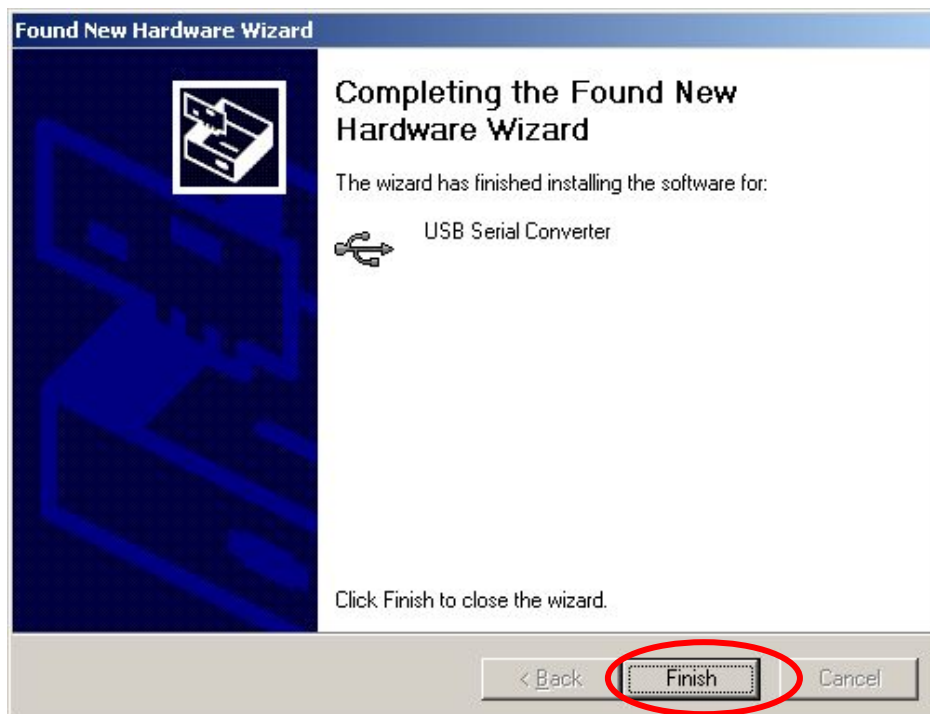 Found New Hardware Wizard
Completing the Found New
Hardware Wizard
The wizard has finished installing the software for:
USB Serial Converter
Click Finish to close the wizard.
< Back
Finish
Cancel